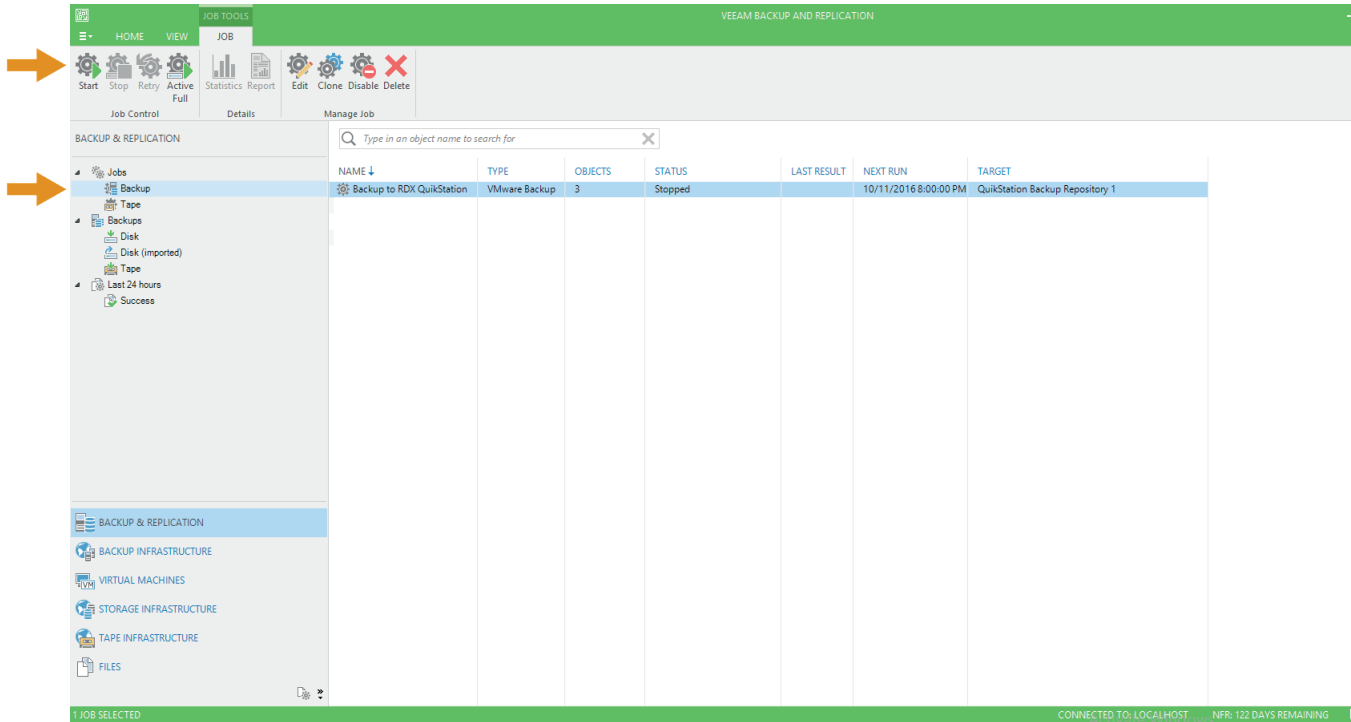 JOB TOOLS
VEEAM BACKUP AND REPLICATION
HOME VIEW JOB
Start Stop Retry Active Full
Statistics Report
Edit Clone Disable Delete
Job Control Details Manage Job
BACKUP & REPLICATION
Type in an object name to search for
Jobs
Backup
Tape
Backups
Disk
Disk (imported)
Tape
Last 24 hours
Success
NAME TYPE OBJECTS STATUS LAST RESULT NEXT RUN TARGET
Backup to RDX QuikStation VMware Backup 3 Stopped 10/11/2016 8:00:00 PM QuikStation Backup Repository 1
BACKUP & REPLICATION
BACKUP INFRASTRUCTURE
VM
VIRTUAL MACHINES
STORAGE INFRASTRUCTURE
TAPE INFRASTRUCTURE
FILES
1 JOB SELECTED
CONNECTED TO: LOCALHOST NFR: 122 DAYS REMAINING